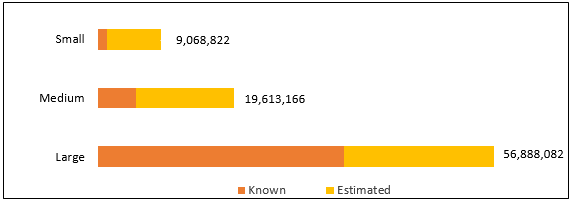 Small 9,068,822
Medium 19,613,166
Large 56,888,082
Known Estimated